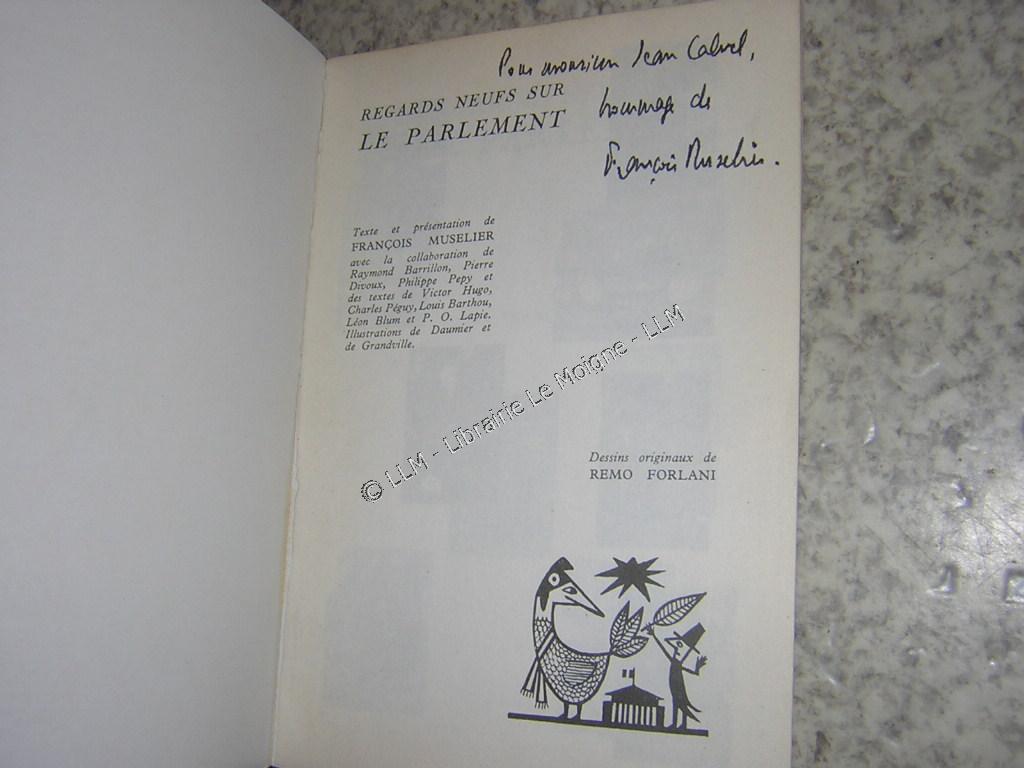 Pour monsieur Jean Calvel,
hommage de
François Muselier.
REGARDS NEUFS SUR
LE PARLEMENT
Texte et présentation de
FRANÇOIS MUSELIER
avec la collaboration de
Raymond Barrillon, Pierre
Divoux, Philippe Pepy et
des textes de Victor Hugo,
Charles Péguy, Louis Barthou,
Léon Blum et P. O. Lapie.
Illustrations de Daumier et
de Grandville.
© LLM - Librairie Le Moigne - LLM
Dessins originaux de
REMO FORLANI